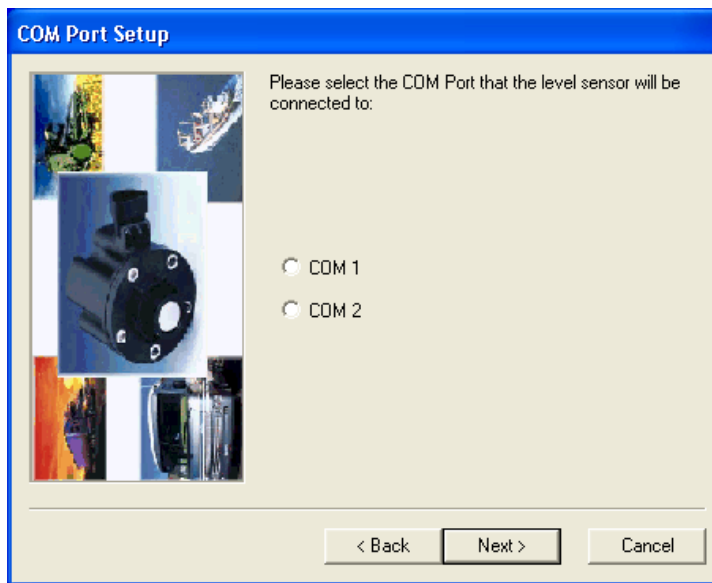 COM Port Setup
Please select the COM Port that the level sensor will be
connected to:
COM 1
COM 2
< Back
Next >
Cancel